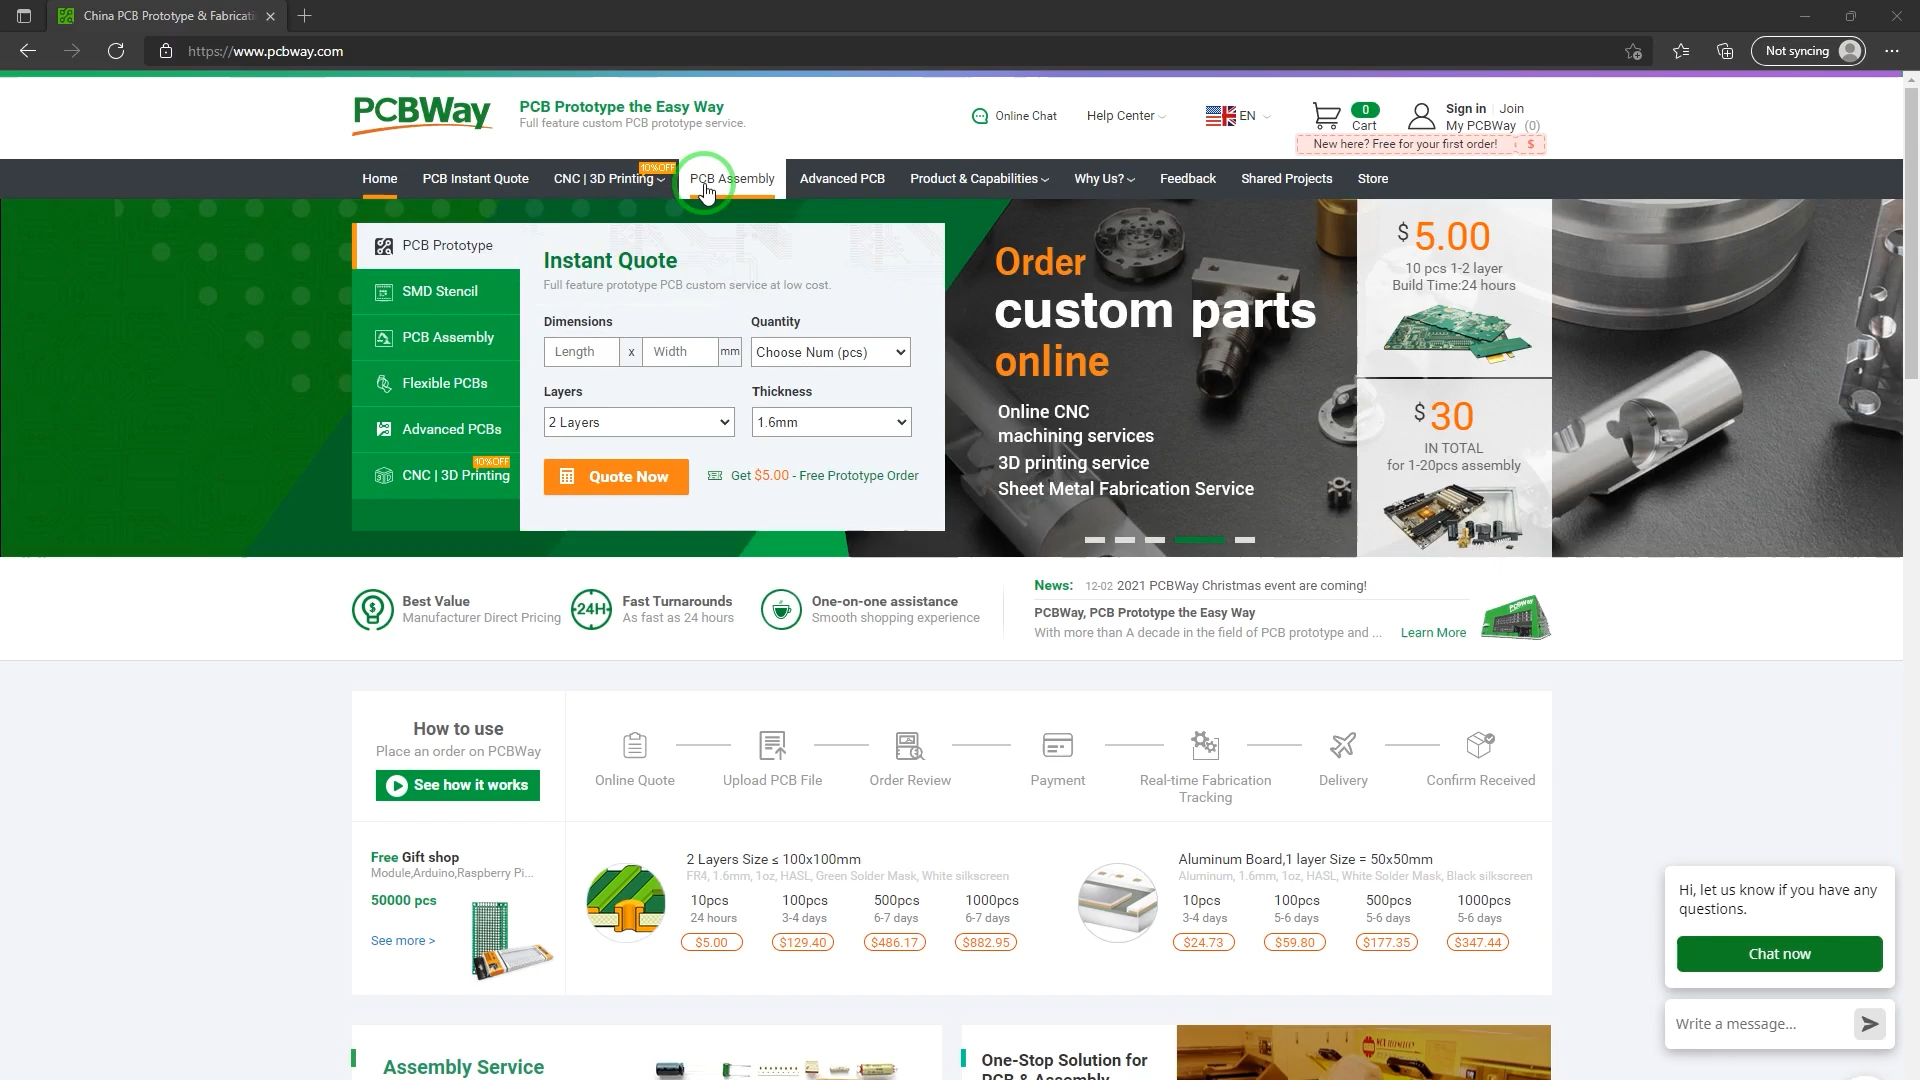 China PCB Prototype & Fabricati
https://www.pcbway.com
Not syncing
PCBWay
PCB Prototype the Easy Way
Full feature custom PCB prototype service.
Online Chat
Help Center
EN
0
Cart
Sign in
Join
My PCBWay (0)
New here? Free for your first order!
$
Home
PCB Instant Quote
CNC | 3D Printing
10%OFF
PCB Assembly
Advanced PCB
Product & Capabilities
Why Us?
Feedback
Shared Projects
Store
PCB Prototype
SMD Stencil
PCB Assembly
Flexible PCBs
Advanced PCBs
10%OFF
CNC | 3D Printing
Instant Quote
Full feature prototype PCB custom service at low cost.
Dimensions
Quantity
Length x Width mm
Choose Num (pcs)
Layers
Thickness
2 Layers
1.6mm
Quote Now
Get $5.00 - Free Prototype Order
Order
custom parts
online
Online CNC
machining services
3D printing service
Sheet Metal Fabrication Service
$ 5.00
10 pcs 1-2 layer
Build Time:24 hours
$ 30
IN TOTAL
for 1-20pcs assembly
Best Value
Manufacturer Direct Pricing
24H
Fast Turnarounds
As fast as 24 hours
One-on-one assistance
Smooth shopping experience
News: 12-02 2021 PCBWay Christmas event are coming!
PCBWay, PCB Prototype the Easy Way
With more than A decade in the field of PCB prototype and ... Learn More
PCBWay
How to use
Place an order on PCBWay
See how it works
Online Quote
Upload PCB File
Order Review
Payment
Real-time Fabrication
Tracking
Delivery
Confirm Received
Free Gift shop
Module,Arduino,Raspberry Pi...
50000 pcs
See more >
2 Layers Size ≤ 100x100mm
FR4, 1.6mm, 1oz, HASL, Green Solder Mask, White silkscreen
10pcs 100pcs 500pcs 1000pcs
24 hours 3-4 days 6-7 days 6-7 days
$5.00 $129.40 $486.17 $882.95
Aluminum Board,1 layer Size = 50x50mm
Aluminum, 1.6mm, 1oz, HASL, White Solder Mask, Black silkscreen
10pcs 100pcs 500pcs 1000pcs
3-4 days 5-6 days 5-6 days 5-6 days
$24.73 $59.80 $177.35 $347.44
Hi, let us know if you have any
questions.
Chat now
Write a message...
Assembly Service
One-Stop Solution for
PCB & Assembly